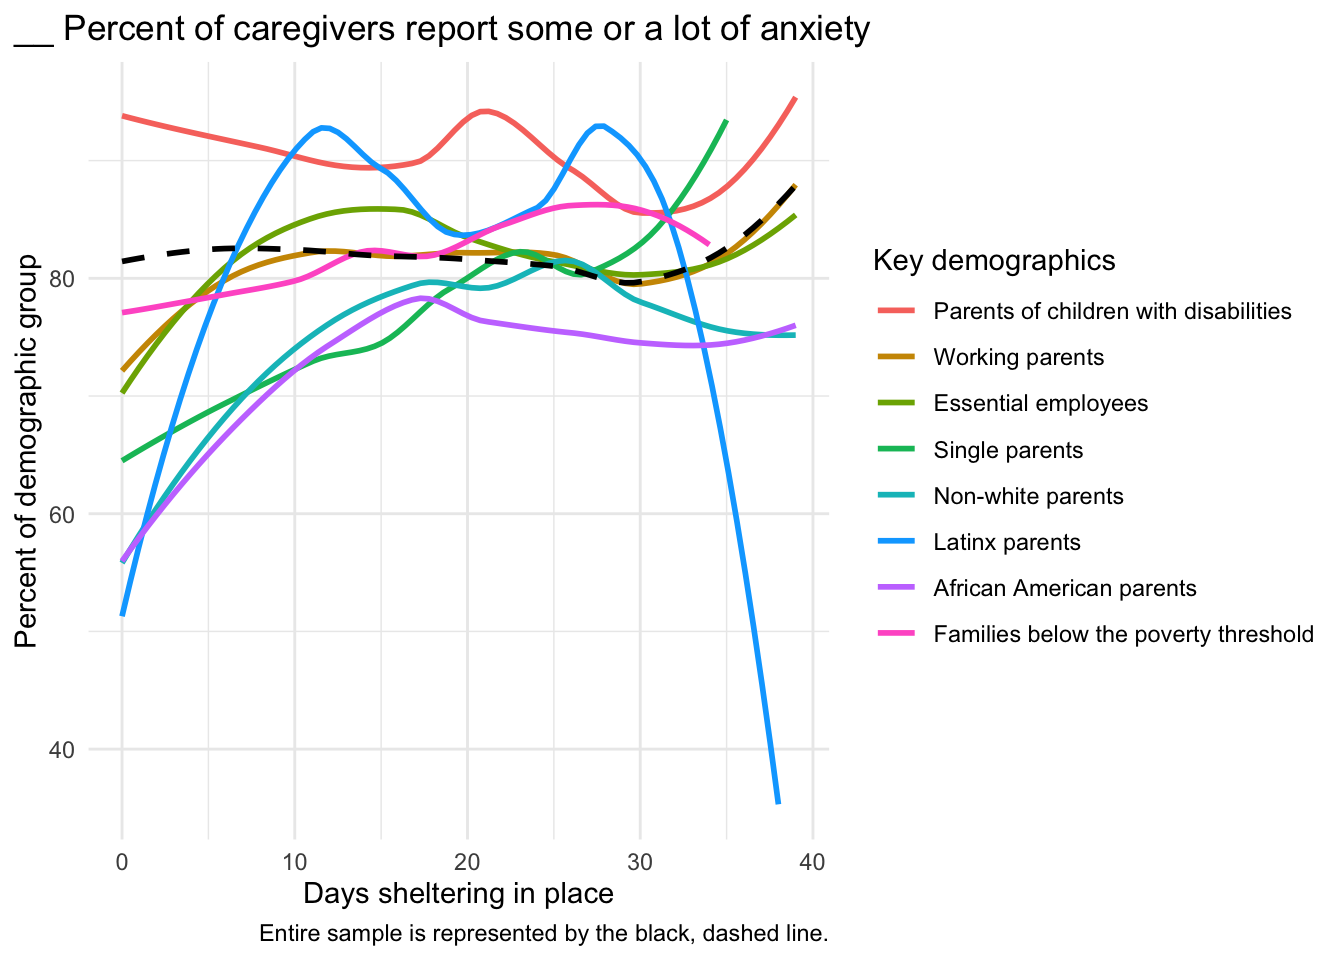 __ Percent of caregivers report some or a lot of anxiety
Percent of demographic group
80
60
40
0 10 20 30 40
Days sheltering in place
Entire sample is represented by the black, dashed line.
Key demographics
Parents of children with disabilities
Working parents
Essential employees
Single parents
Non-white parents
Latinx parents
African American parents
Families below the poverty threshold